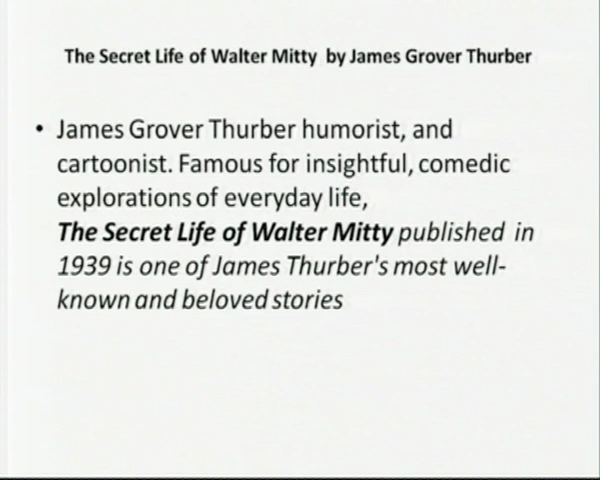 The Secret Life of Walter Mitty by James Grover Thurber
• James Grover Thurber humorist, and
cartoonist. Famous for insightful, comedic
explorations of everyday life,
The Secret Life of Walter Mitty published in
1939 is one of James Thurber's most well-
known and beloved stories